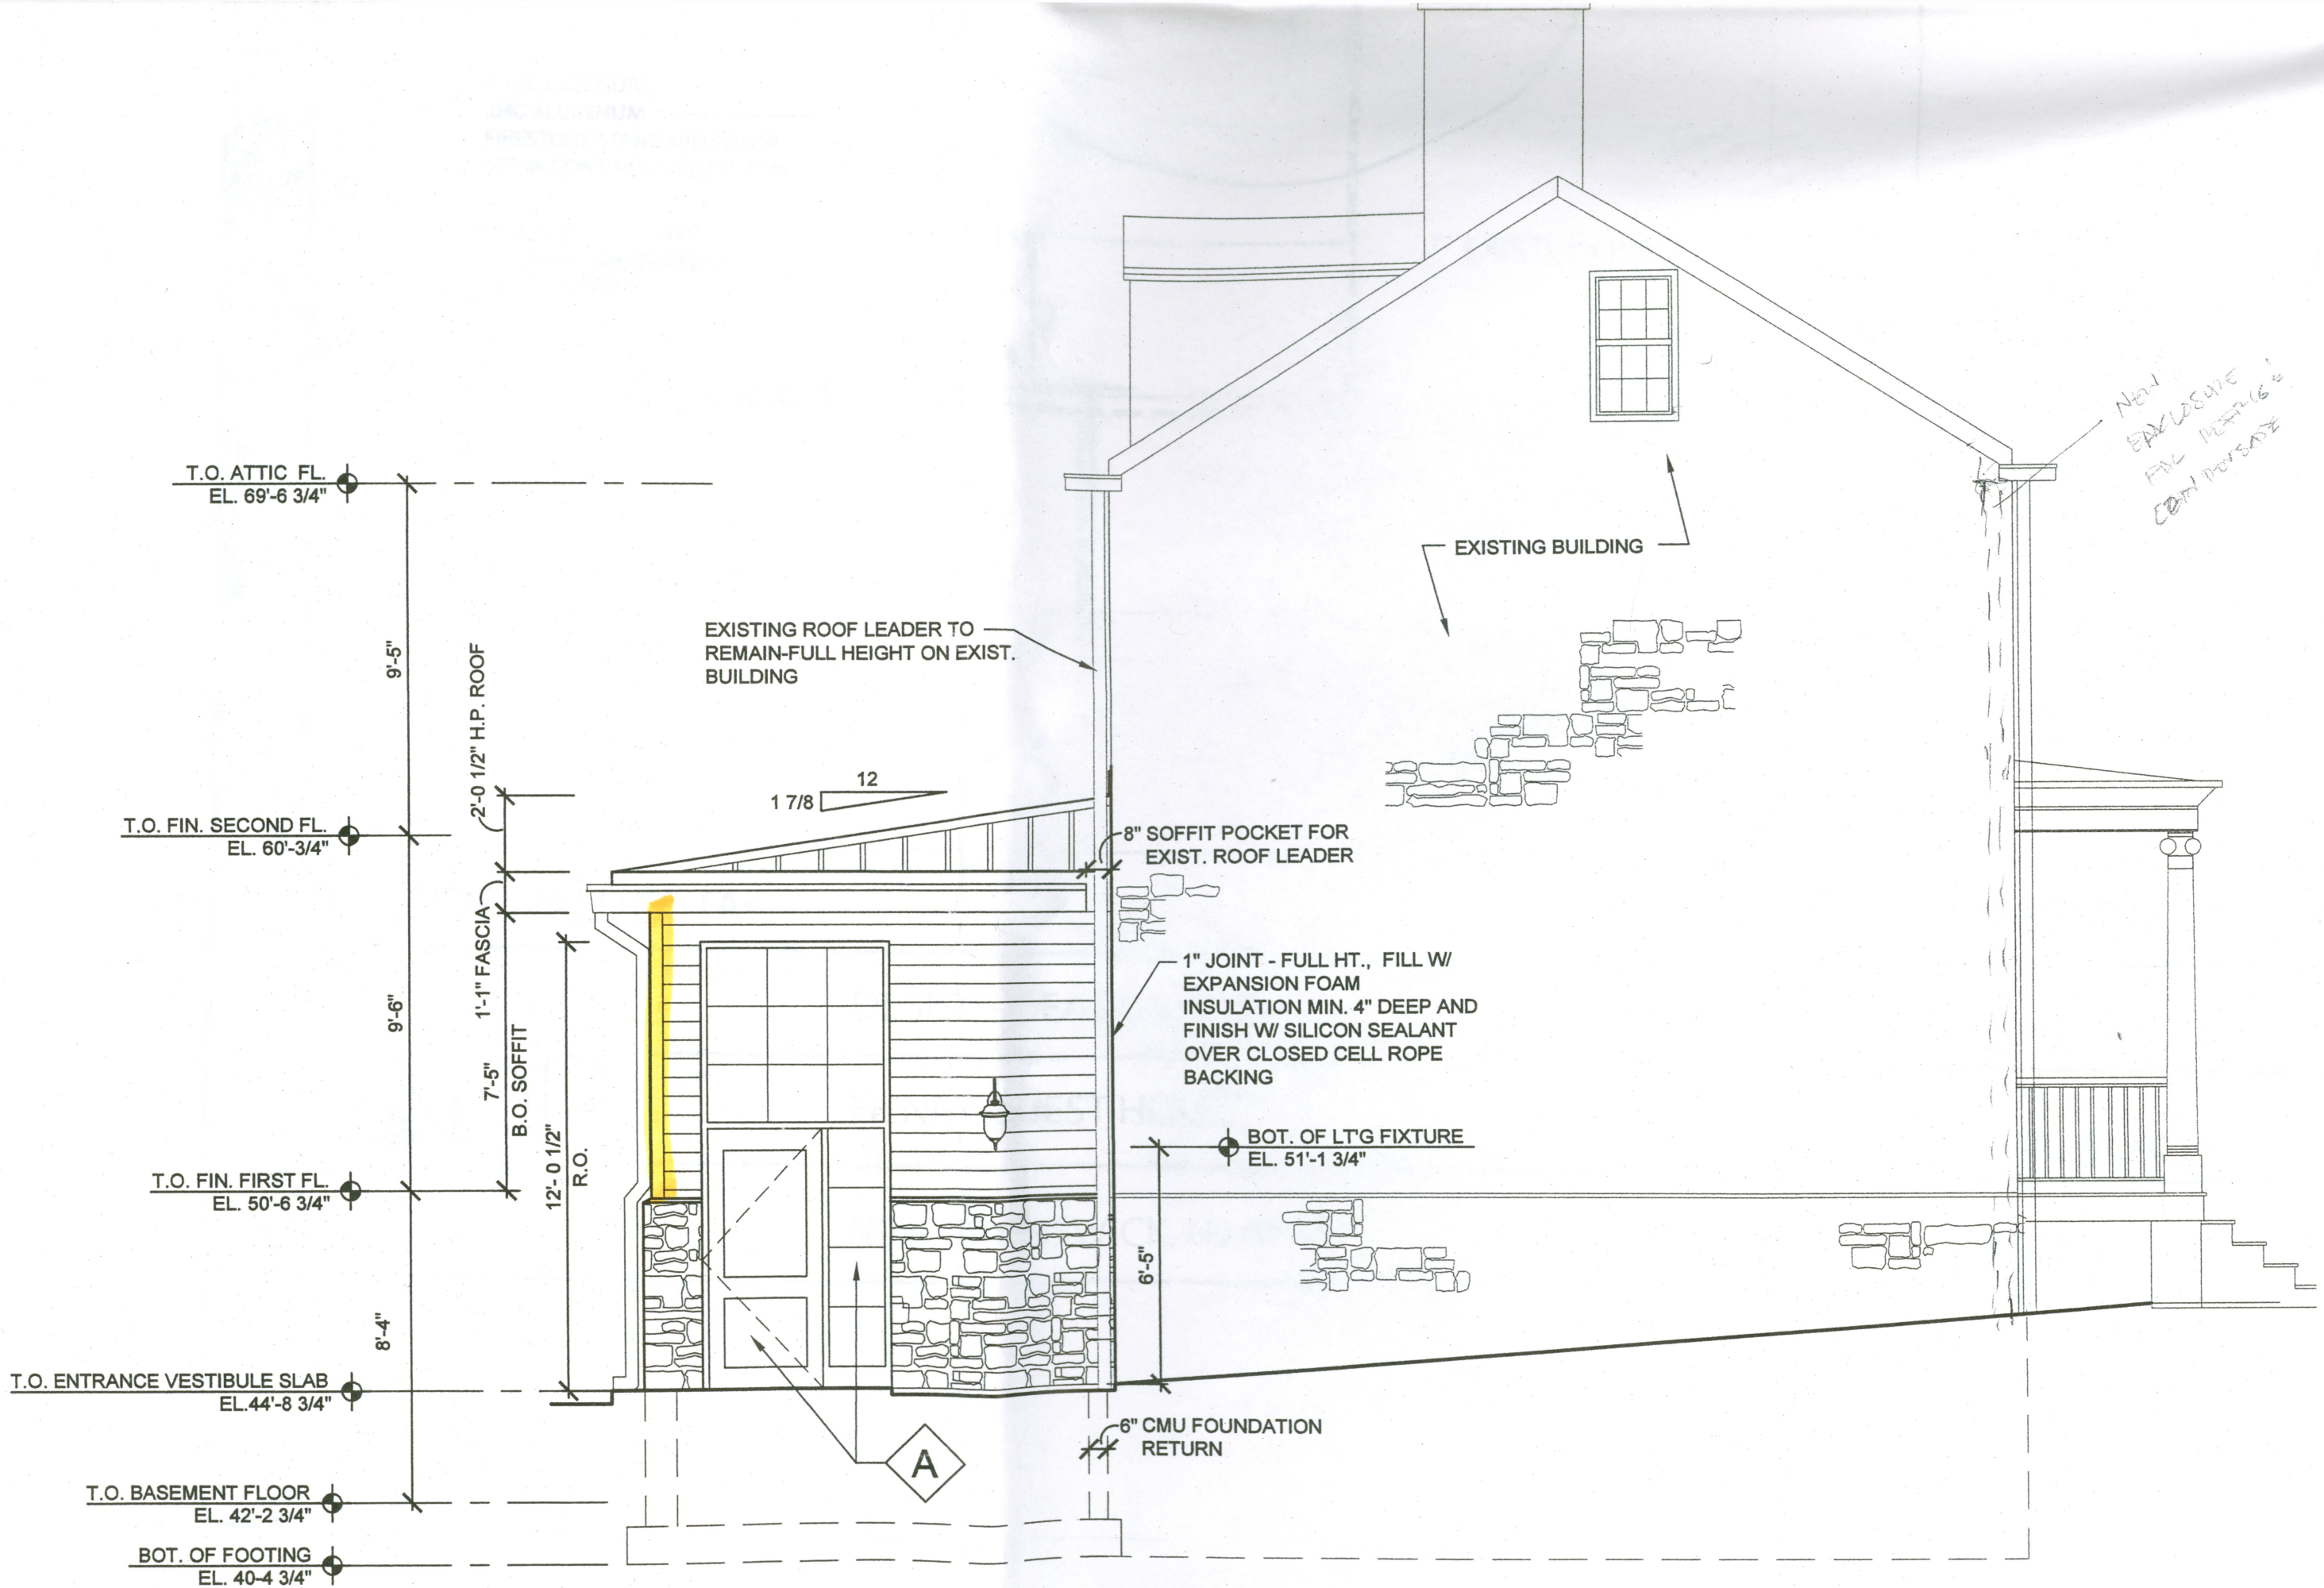 T.O. ATTIC FL.
EL. 69'-6 3/4"
9'-5"
2'-0 1/2" H.P. ROOF
EXISTING ROOF LEADER TO
REMAIN-FULL HEIGHT ON EXIST.
BUILDING
EXISTING BUILDING
NEW
ENCLOSURE
FOR
12
1 7/8
T.O. FIN. SECOND FL.
EL. 60'-3/4"
8" SOFFIT POCKET FOR
EXIST. ROOF LEADER
1'-1" FASCIA
9'-6"
7'-5"
B.O. SOFFIT
12'- 0 1/2"
R.O.
1" JOINT - FULL HT., FILL W/
EXPANSION FOAM
INSULATION MIN. 4" DEEP AND
FINISH W/ SILICON SEALANT
OVER CLOSED CELL ROPE
BACKING
BOT. OF LT'G FIXTURE
EL. 51'-1 3/4"
T.O. FIN. FIRST FL.
EL. 50'-6 3/4"
6'-5"
8'-4"
T.O. ENTRANCE VESTIBULE SLAB
EL.44'-8 3/4"
6" CMU FOUNDATION
RETURN
A
T.O. BASEMENT FLOOR
EL. 42'-2 3/4"
BOT. OF FOOTING
EL. 40-4 3/4"